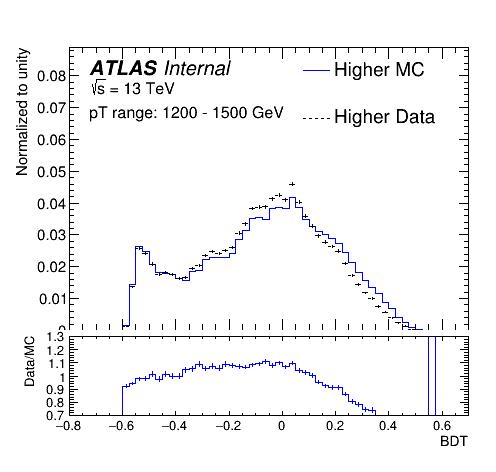 ATLAS Internal
√s = 13 TeV
pT range: 1200 - 1500 GeV
Higher MC
Higher Data
Normalized to unity
0.08
0.07
0.06
0.05
0.04
0.03
0.02
0.01
Data/MC
1.3
1.2
1.1
1
0.9
0.8
0.7
−0.8 −0.6 −0.4 −0.2 0 0.2 0.4 0.6
BDT